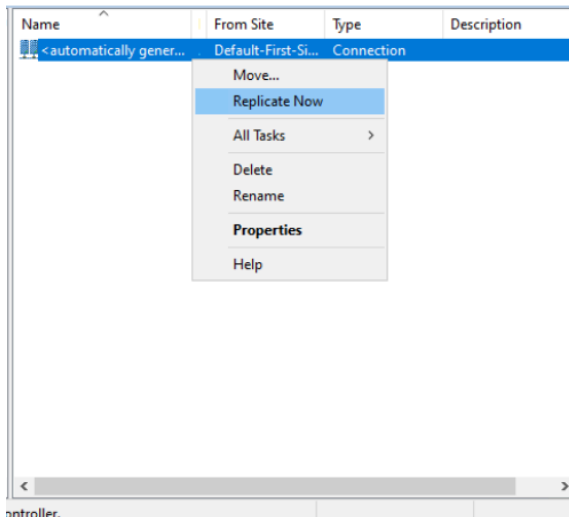 Name From Site Type Description
<automatically gener... Default-First-Si... Connection
Move...
Replicate Now
All Tasks
Delete
Rename
Properties
Help
ontroller.